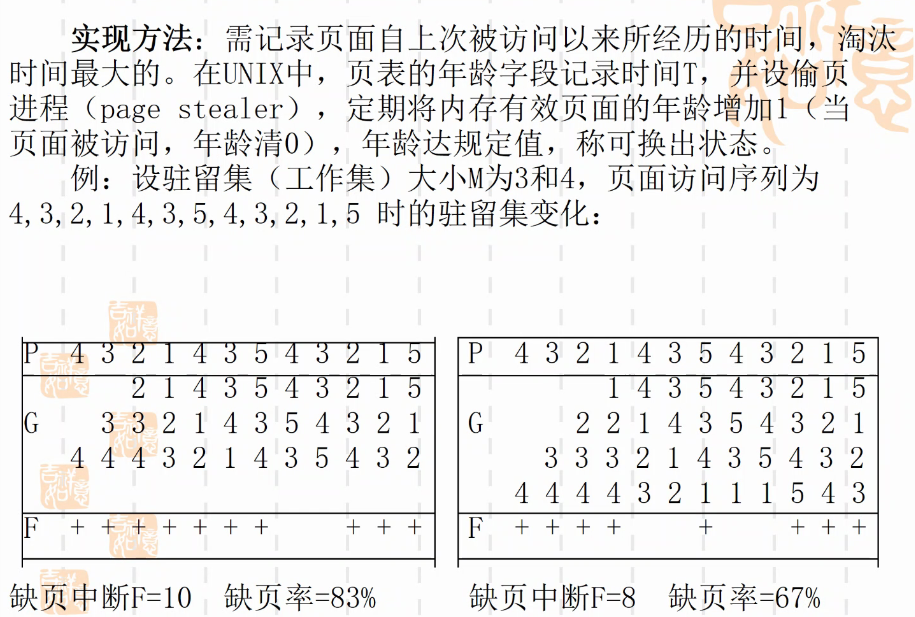 实现方法：需记录页面自上次被访问以来所经历的时间，淘汰
时间最大的。在UNIX中，页表的年龄字段记录时间T，并设偷页
进程（page stealer），定期将内存有效页面的年龄增加1（当
页面被访问，年龄清0），年龄达规定值，称可换出状态。
例：设驻留集（工作集）大小M为3和4，页面访问序列为
4,3,2,1,4,3,5,4,3,2,1,5 时的驻留集变化：
P 4 3 2 1 4 3 5 4 3 2 1 5
2 1 4 3 5 4 3 2 1 5
G 3 3 2 1 4 3 5 4 3 2 1
4 4 4 3 2 1 4 3 5 4 3 2
F + + + + + + + + + +
缺页中断F=10 缺页率=83%
P 4 3 2 1 4 3 5 4 3 2 1 5
1 4 3 5 4 3 2 1 5
G 2 2 1 4 3 5 4 3 2 1
3 3 3 2 1 4 3 5 4 3 2
4 4 4 4 3 2 1 1 1 5 4 3
F + + + + + + + +
缺页中断F=8 缺页率=67%